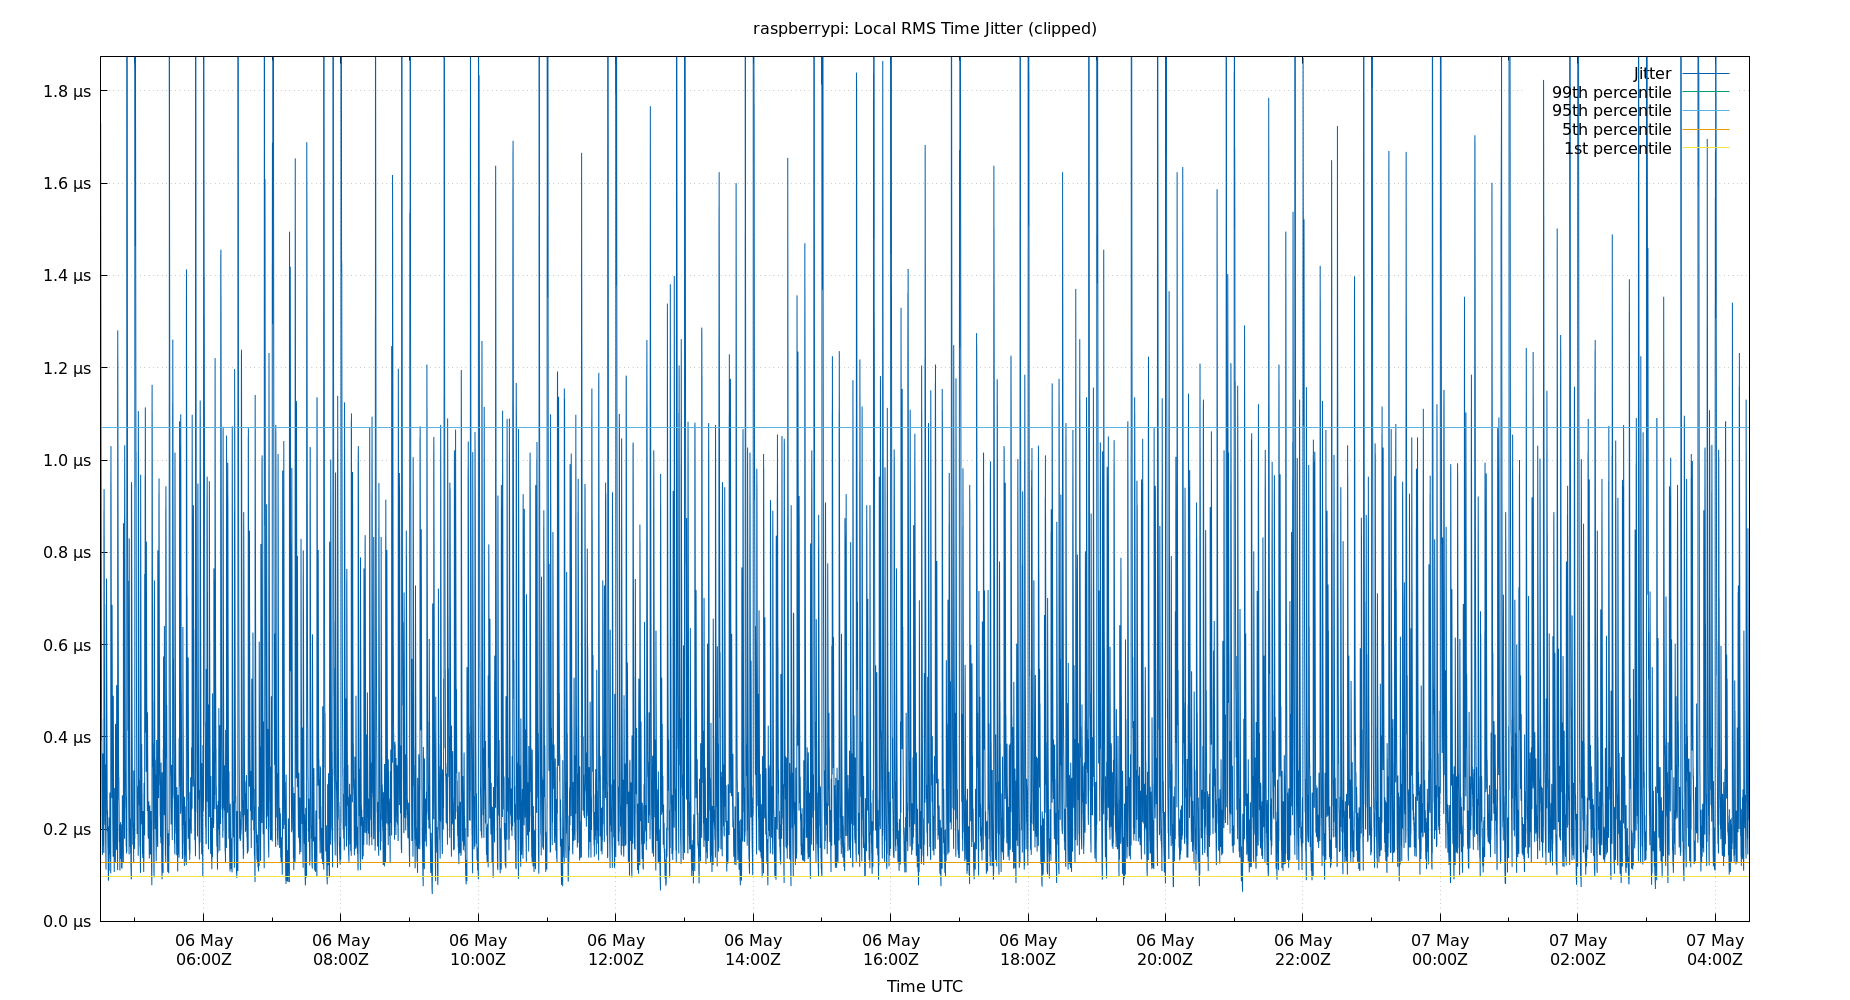 raspberrypi: Local RMS Time Jitter (clipped)
Jitter
99th percentile
95th percentile
5th percentile
1st percentile
1.8 µs
1.6 µs
1.4 µs
1.2 µs
1.0 µs
0.8 µs
0.6 µs
0.4 µs
0.2 µs
0.0 µs
06 May 06 May 06 May 06 May 06 May 06 May 06 May 06 May 06 May 07 May 07 May 07 May
06:00Z 08:00Z 10:00Z 12:00Z 14:00Z 16:00Z 18:00Z 20:00Z 22:00Z 00:00Z 02:00Z 04:00Z
Time UTC